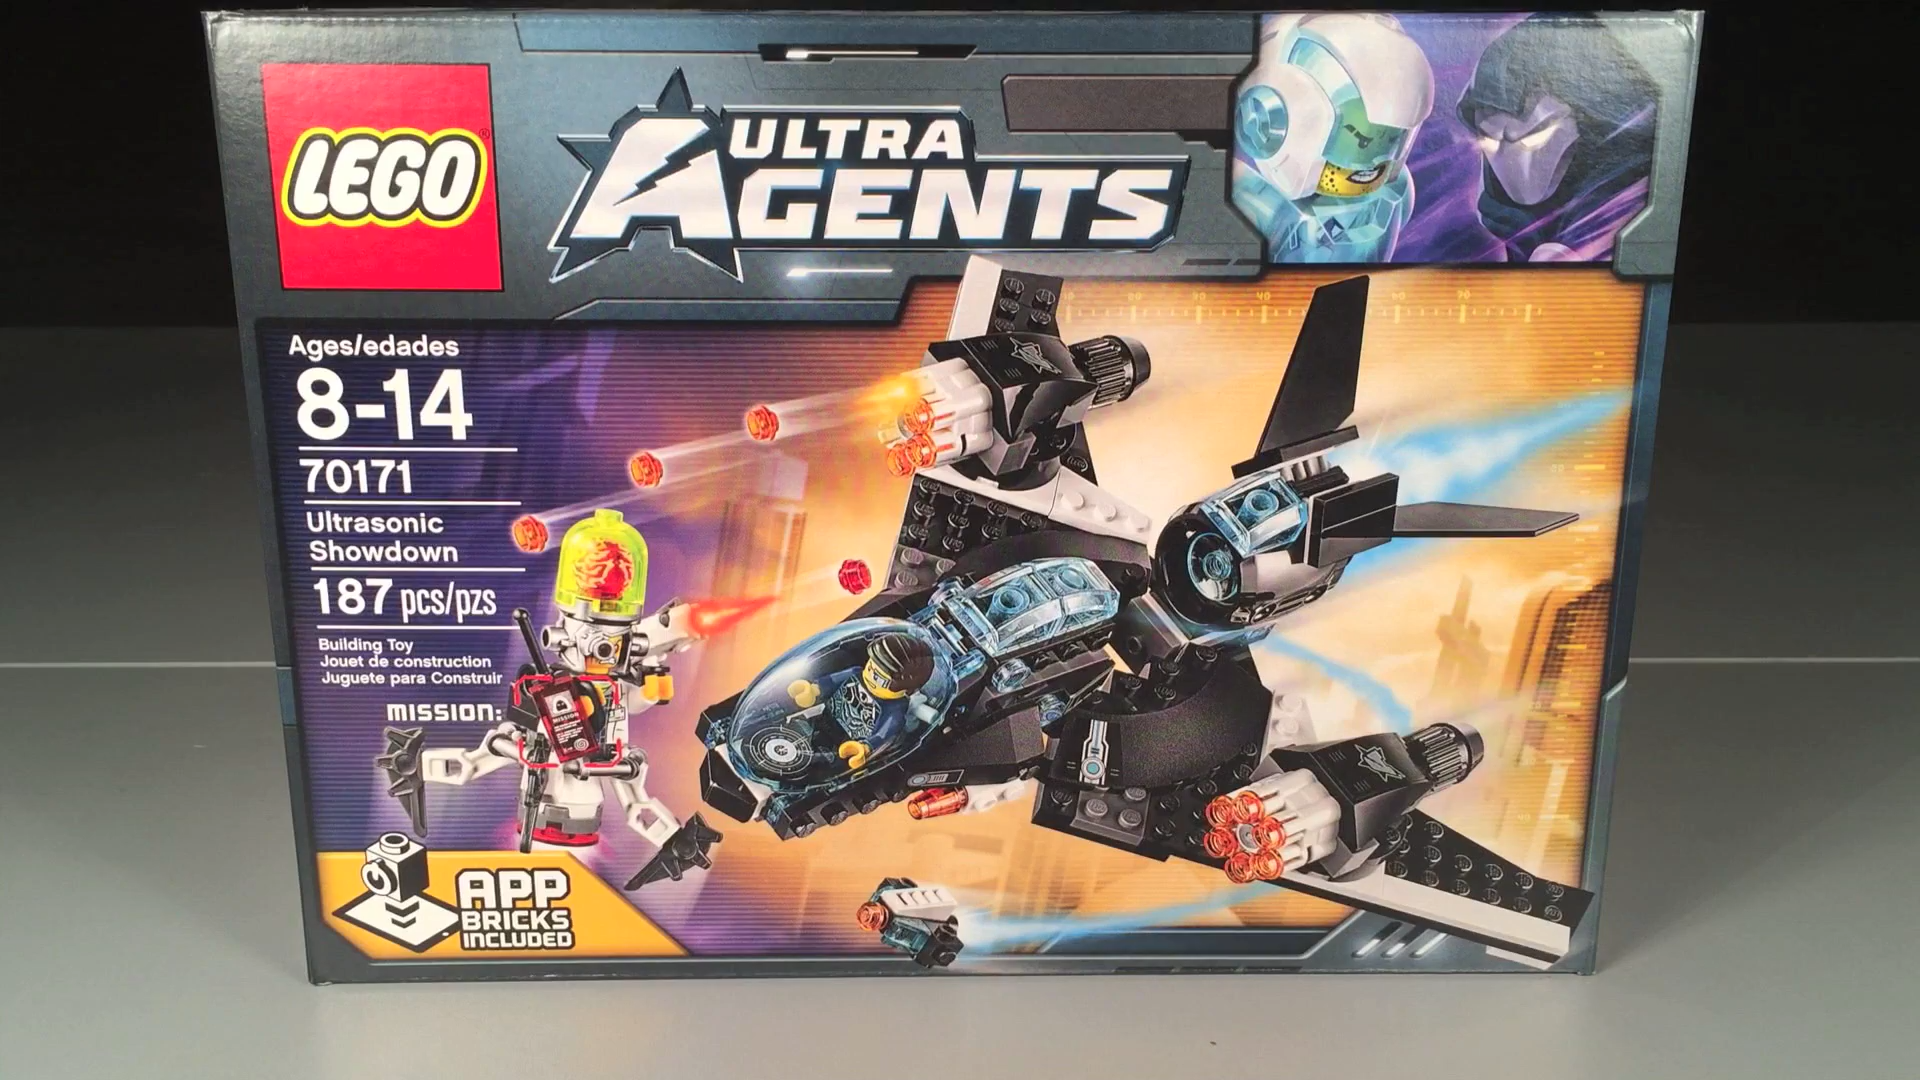 LEGO
ULTRA
AGENTS
Ages/edades
8-14
70171
Ultrasonic
Showdown
187 pcs/pzs
Building Toy
Jouet de construction
Juguete para Construir
MISSION:
MISSION
APP
BRICKS
INCLUDED